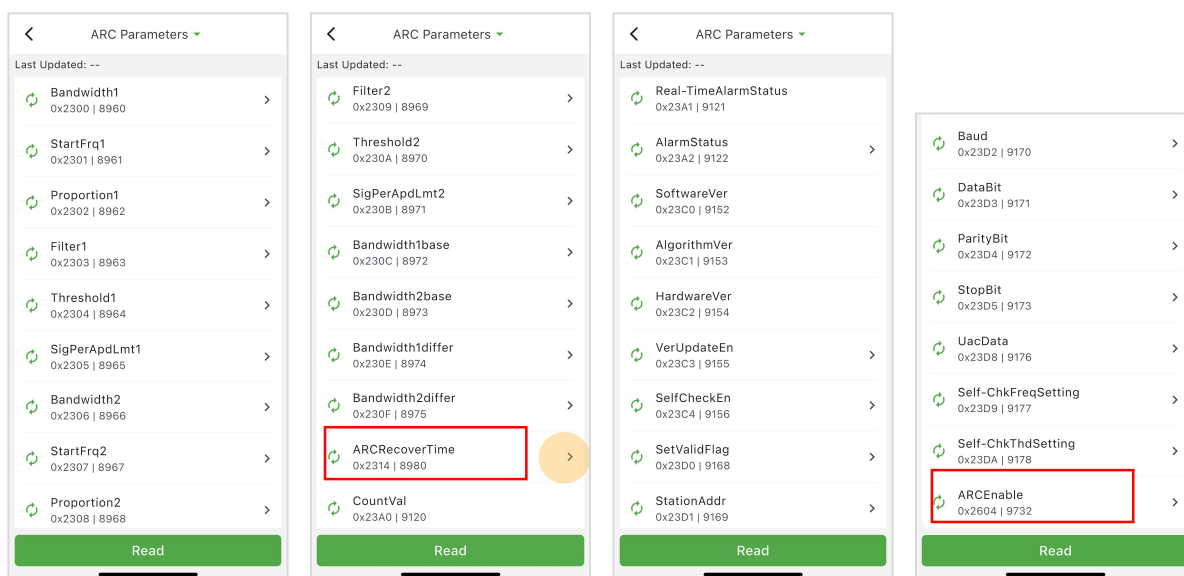 ARC Parameters
Last Updated: --
Bandwidth1
0x2300 | 8960
StartFrq1
0x2301 | 8961
Proportion1
0x2302 | 8962
Filter1
0x2303 | 8963
Threshold1
0x2304 | 8964
SigPerApdLmt1
0x2305 | 8965
Bandwidth2
0x2306 | 8966
StartFrq2
0x2307 | 8967
Proportion2
0x2308 | 8968
Read
ARC Parameters
Last Updated: --
Filter2
0x2309 | 8969
Threshold2
0x230A | 8970
SigPerApdLmt2
0x230B | 8971
Bandwidth1base
0x230C | 8972
Bandwidth2base
0x230D | 8973
Bandwidth1differ
0x230E | 8974
Bandwidth2differ
0x230F | 8975
ARCRecoverTime
0x2314 | 8980
CountVal
0x23A0 | 9120
Read
ARC Parameters
Last Updated: --
Real-TimeAlarmStatus
0x23A1 | 9121
AlarmStatus
0x23A2 | 9122
SoftwareVer
0x23C0 | 9152
AlgorithmVer
0x23C1 | 9153
HardwareVer
0x23C2 | 9154
VerUpdateEn
0x23C3 | 9155
SelfCheckEn
0x23C4 | 9156
SetValidFlag
0x23D0 | 9168
StationAddr
0x23D1 | 9169
Read
Baud
0x23D2 | 9170
DataBit
0x23D3 | 9171
ParityBit
0x23D4 | 9172
StopBit
0x23D5 | 9173
UacData
0x23D8 | 9176
Self-ChkFreqSetting
0x23D9 | 9177
Self-ChkThdSetting
0x23DA | 9178
ARCEnable
0x2604 | 9732
Read